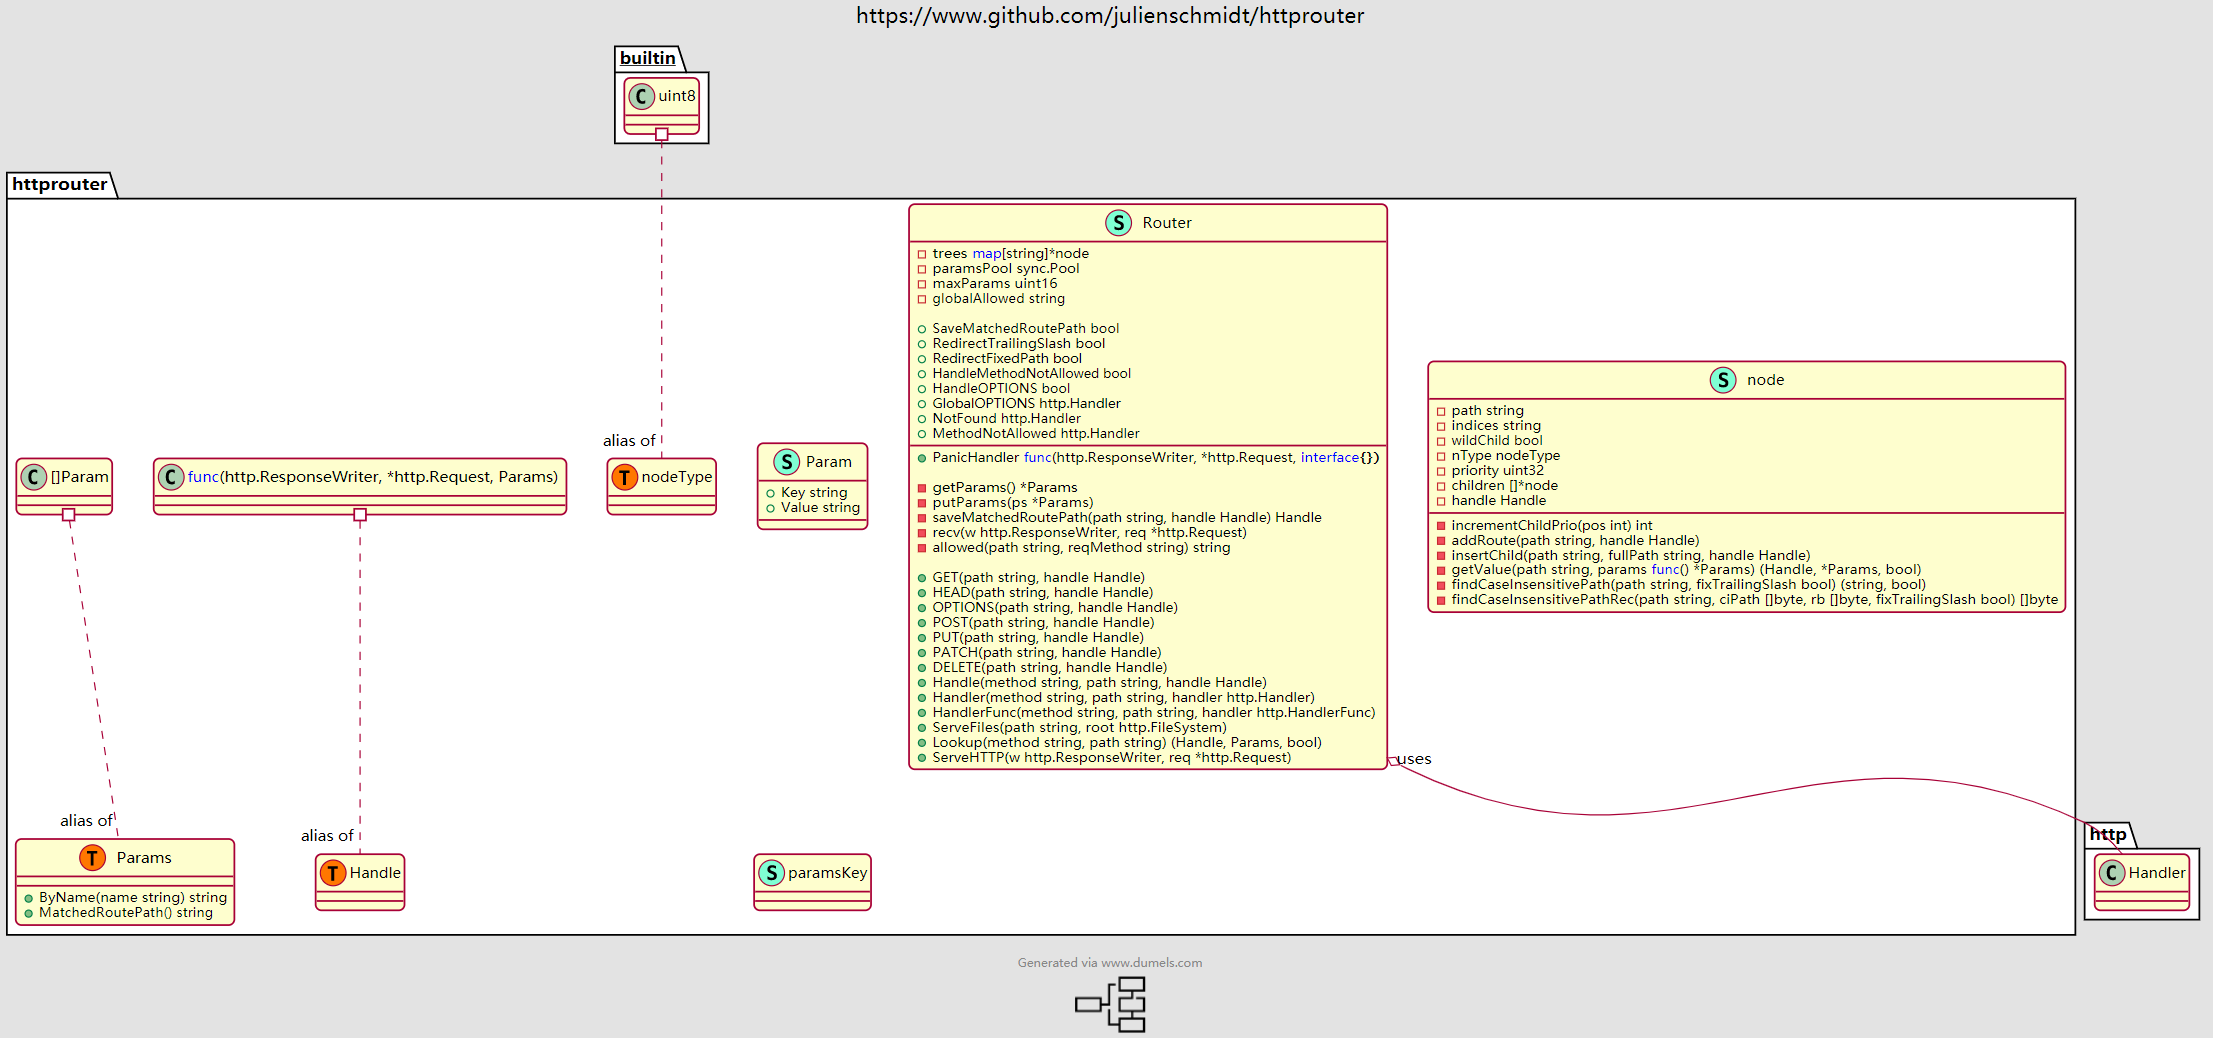 https://www.github.com/julienschmidt/httprouter
builtin
C uint8
httprouter
S Router
trees map[string]*node
paramsPool sync.Pool
maxParams uint16
globalAllowed string
SaveMatchedRoutePath bool
RedirectTrailingSlash bool
RedirectFixedPath bool
HandleMethodNotAllowed bool
HandleOPTIONS bool
GlobalOPTIONS http.Handler
NotFound http.Handler
MethodNotAllowed http.Handler
PanicHandler func(http.ResponseWriter, *http.Request, interface{})
getParams() *Params
putParams(ps *Params)
saveMatchedRoutePath(path string, handle Handle) Handle
recv(w http.ResponseWriter, req *http.Request)
allowed(path string, reqMethod string) string
GET(path string, handle Handle)
HEAD(path string, handle Handle)
OPTIONS(path string, handle Handle)
POST(path string, handle Handle)
PUT(path string, handle Handle)
PATCH(path string, handle Handle)
DELETE(path string, handle Handle)
Handle(method string, path string, handle Handle)
Handler(method string, path string, handler http.Handler)
HandlerFunc(method string, path string, handler http.HandlerFunc)
ServeFiles(path string, root http.FileSystem)
Lookup(method string, path string) (Handle, Params, bool)
ServeHTTP(w http.ResponseWriter, req *http.Request)
S node
path string
indices string
wildChild bool
nType nodeType
priority uint32
children []*node
handle Handle
incrementChildPrio(pos int) int
addRoute(path string, handle Handle)
insertChild(path string, fullPath string, handle Handle)
getValue(path string, params func() *Params) (Handle, *Params, bool)
findCaseInsensitivePath(path string, fixTrailingSlash bool) (string, bool)
findCaseInsensitivePathRec(path string, ciPath []byte, rb []byte, fixTrailingSlash bool) []byte
C []Param
C func(http.ResponseWriter, *http.Request, Params)
alias of
T nodeType
S Param
Key string
Value string
uses
alias of
T Params
ByName(name string) string
MatchedRoutePath() string
alias of
T Handle
S paramsKey
http
C Handler
Generated via www.dumels.com